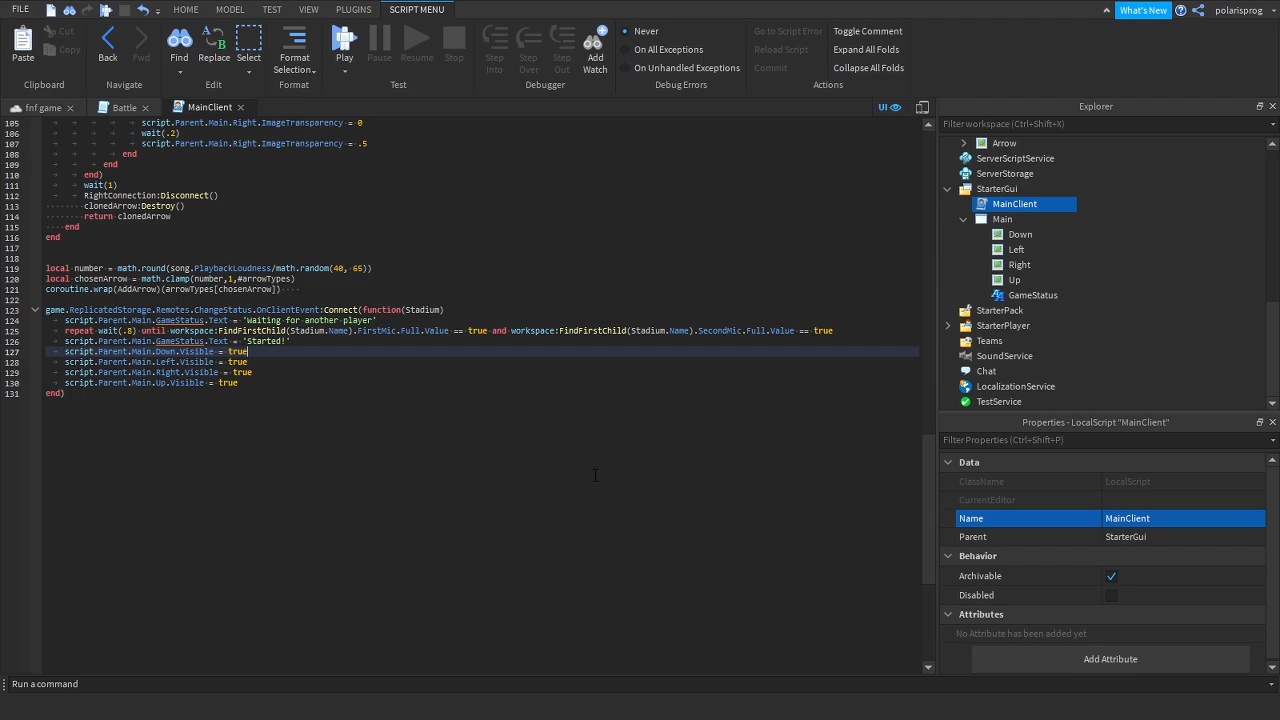 FILE HOME MODEL TEST VIEW PLUGINS SCRIPT MENU What's New polarisprog
Paste Cut Copy Back Fwd Find Replace Select Format Selection Play Pause Resume Stop Step Into Step Over Step Out Add Watch
Never
On All Exceptions
On Unhandled Exceptions
Go to Script Error
Reload Script
Commit
Toggle Comment
Expand All Folds
Collapse All Folds
Clipboard Navigate Edit Format Test Debugger Debug Errors Actions
fnf game Battle MainClient UI
105 script.Parent.Main.Right.ImageTransparency = 0
106 wait(.2)
107 script.Parent.Main.Right.ImageTransparency = .5
108 end
109 end
110 end)
111 wait(1)
112 RightConnection:Disconnect()
113 clonedArrow:Destroy()
114 return clonedArrow
115 end
116 end
117
118
119 local number = math.round(song.PlaybackLoudness/math.random(40, 65))
120 local chosenArrow = math.clamp(number,1,#arrowTypes)
121 coroutine.wrap(AddArrow)(arrowTypes[chosenArrow])
122
123 game.ReplicatedStorage.Remotes.ChangeStatus.OnClientEvent:Connect(function(Stadium)
124 script.Parent.Main.GameStatus.Text = 'Waiting for another player'
125 repeat wait(.8) until workspace:FindFirstChild(Stadium.Name).FirstMic.Full.Value == true and workspace:FindFirstChild(Stadium.Name).SecondMic.Full.Value == true
126 script.Parent.Main.GameStatus.Text = 'Started!'
127 script.Parent.Main.Down.Visible = true
128 script.Parent.Main.Left.Visible = true
129 script.Parent.Main.Right.Visible = true
130 script.Parent.Main.Up.Visible = true
131 end)
Explorer
Filter workspace (Ctrl+Shift+X)
Arrow
ServerScriptService
ServerStorage
StarterGui
MainClient
Main
Down
Left
Right
Up
GameStatus
StarterPack
StarterPlayer
Teams
SoundService
Chat
LocalizationService
TestService
Properties - LocalScript "MainClient"
Filter Properties (Ctrl+Shift+P)
Data
ClassName LocalScript
CurrentEditor
Name MainClient
Parent StarterGui
Behavior
Archivable
Disabled
Attributes
No Attribute has been added yet
Add Attribute
Run a command